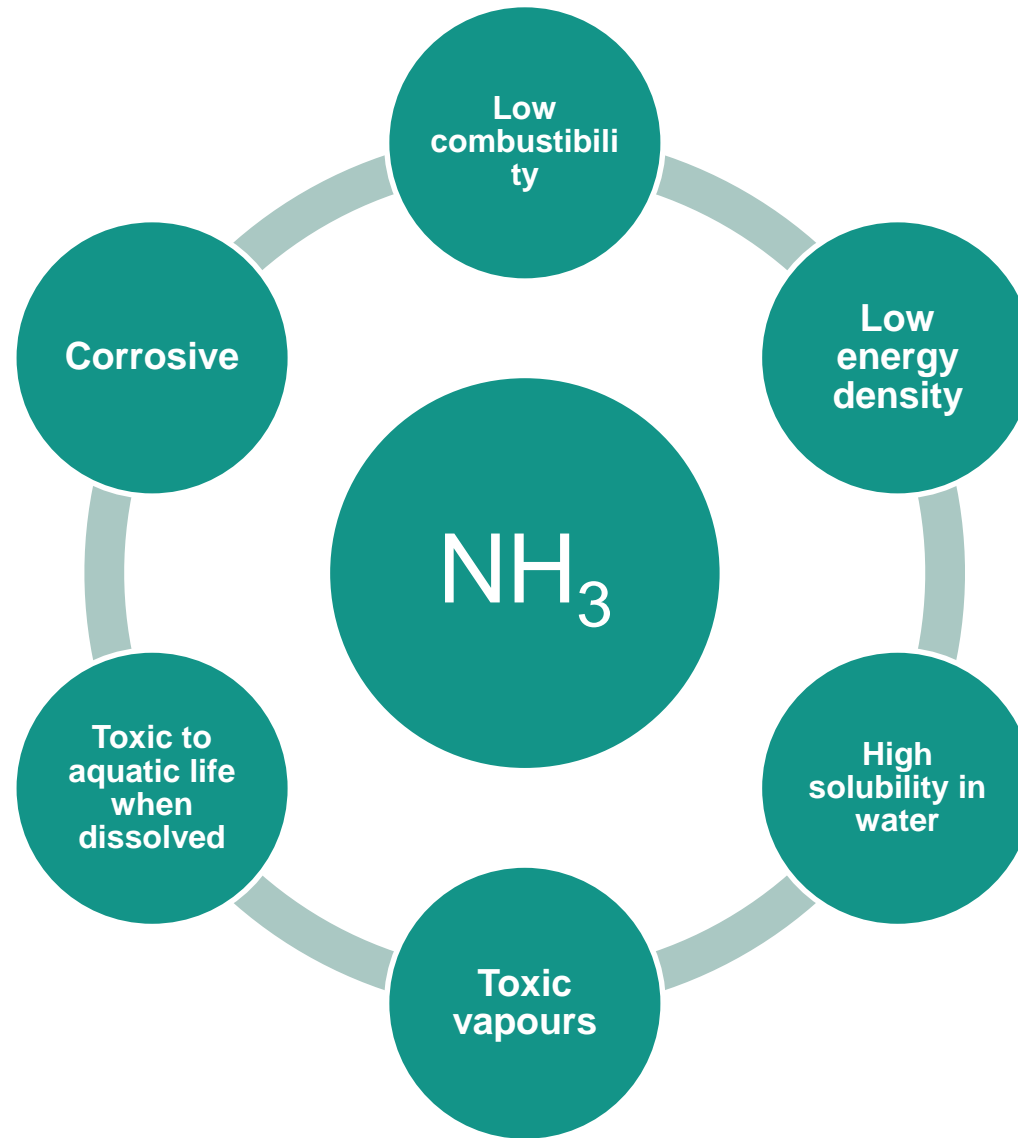 Low
combustibili
ty
Low
energy
density
High
solubility in
water
Toxic
vapours
Toxic to
aquatic life
when
dissolved
Corrosive
NH₃